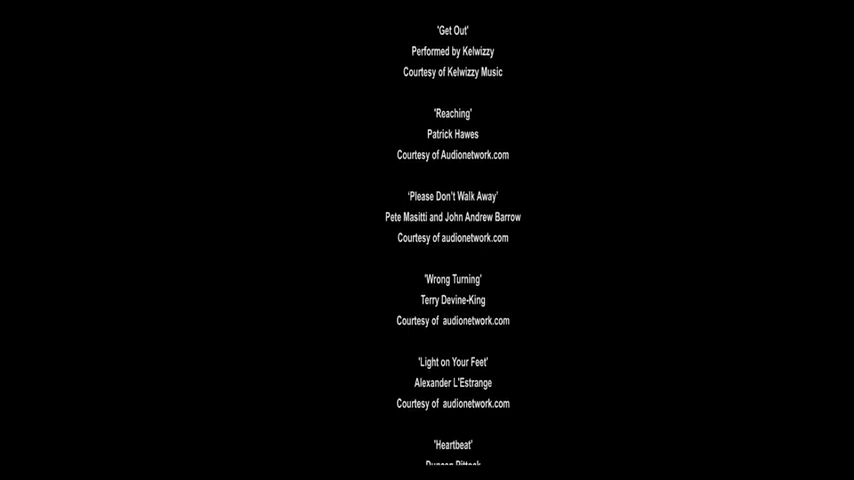 'Get Out'
Performed by Kelwizzy
Courtesy of Kelwizzy Music
'Reaching'
Patrick Hawes
Courtesy of Audionetwork.com
‘Please Don't Walk Away’
Pete Masitti and John Andrew Barrow
Courtesy of audionetwork.com
'Wrong Turning'
Terry Devine-King
Courtesy of audionetwork.com
'Light on Your Feet'
Alexander L'Estrange
Courtesy of audionetwork.com
'Heartbeat'
Duncan